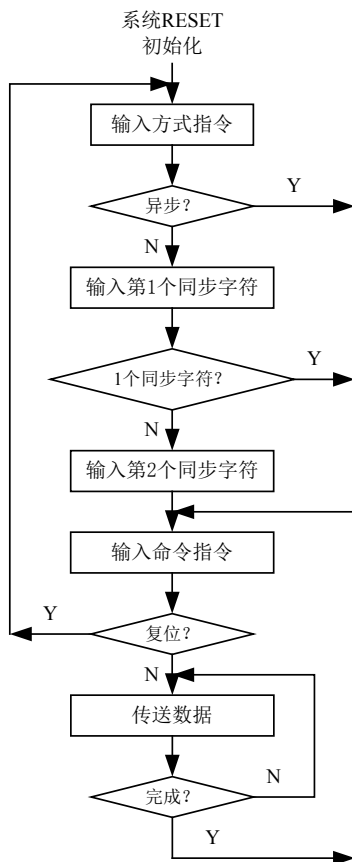 系统RESET
初始化
输入方式指令
异步?
Y
N
输入第1个同步字符
1个同步字符?
Y
N
输入第2个同步字符
输入命令指令
Y
复位?
N
传送数据
完成?
N
Y